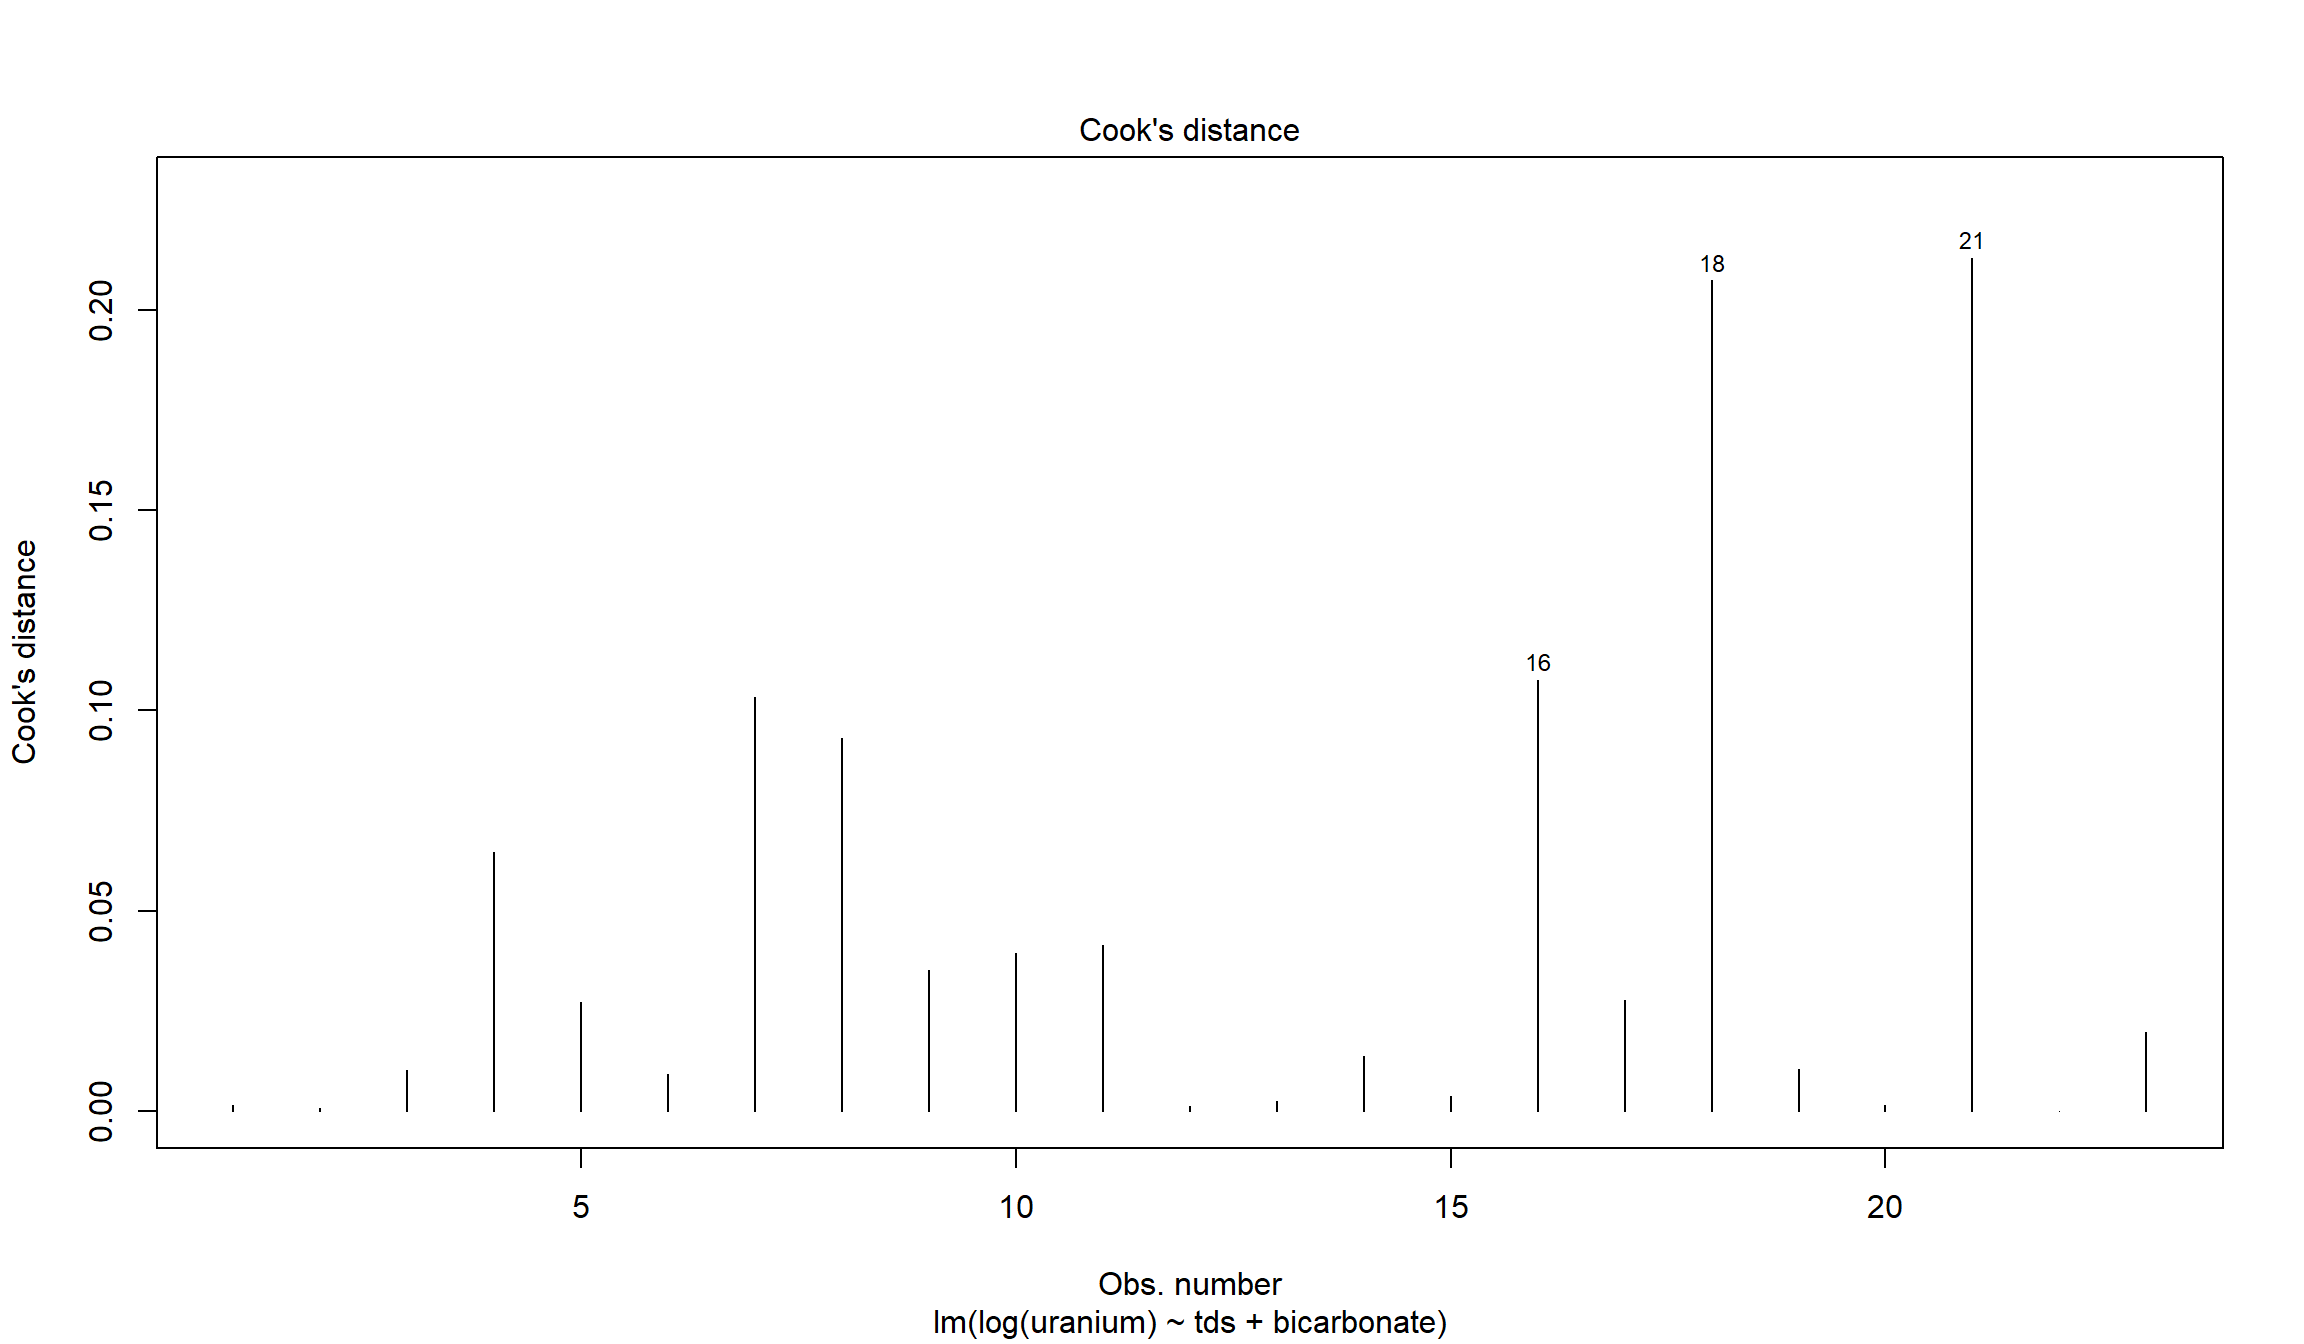 Cook's distance
21
18
16
0.20
0.15
0.10
0.05
0.00
Cook's distance
5 10 15 20
Obs. number
lm(log(uranium) ~ tds + bicarbonate)